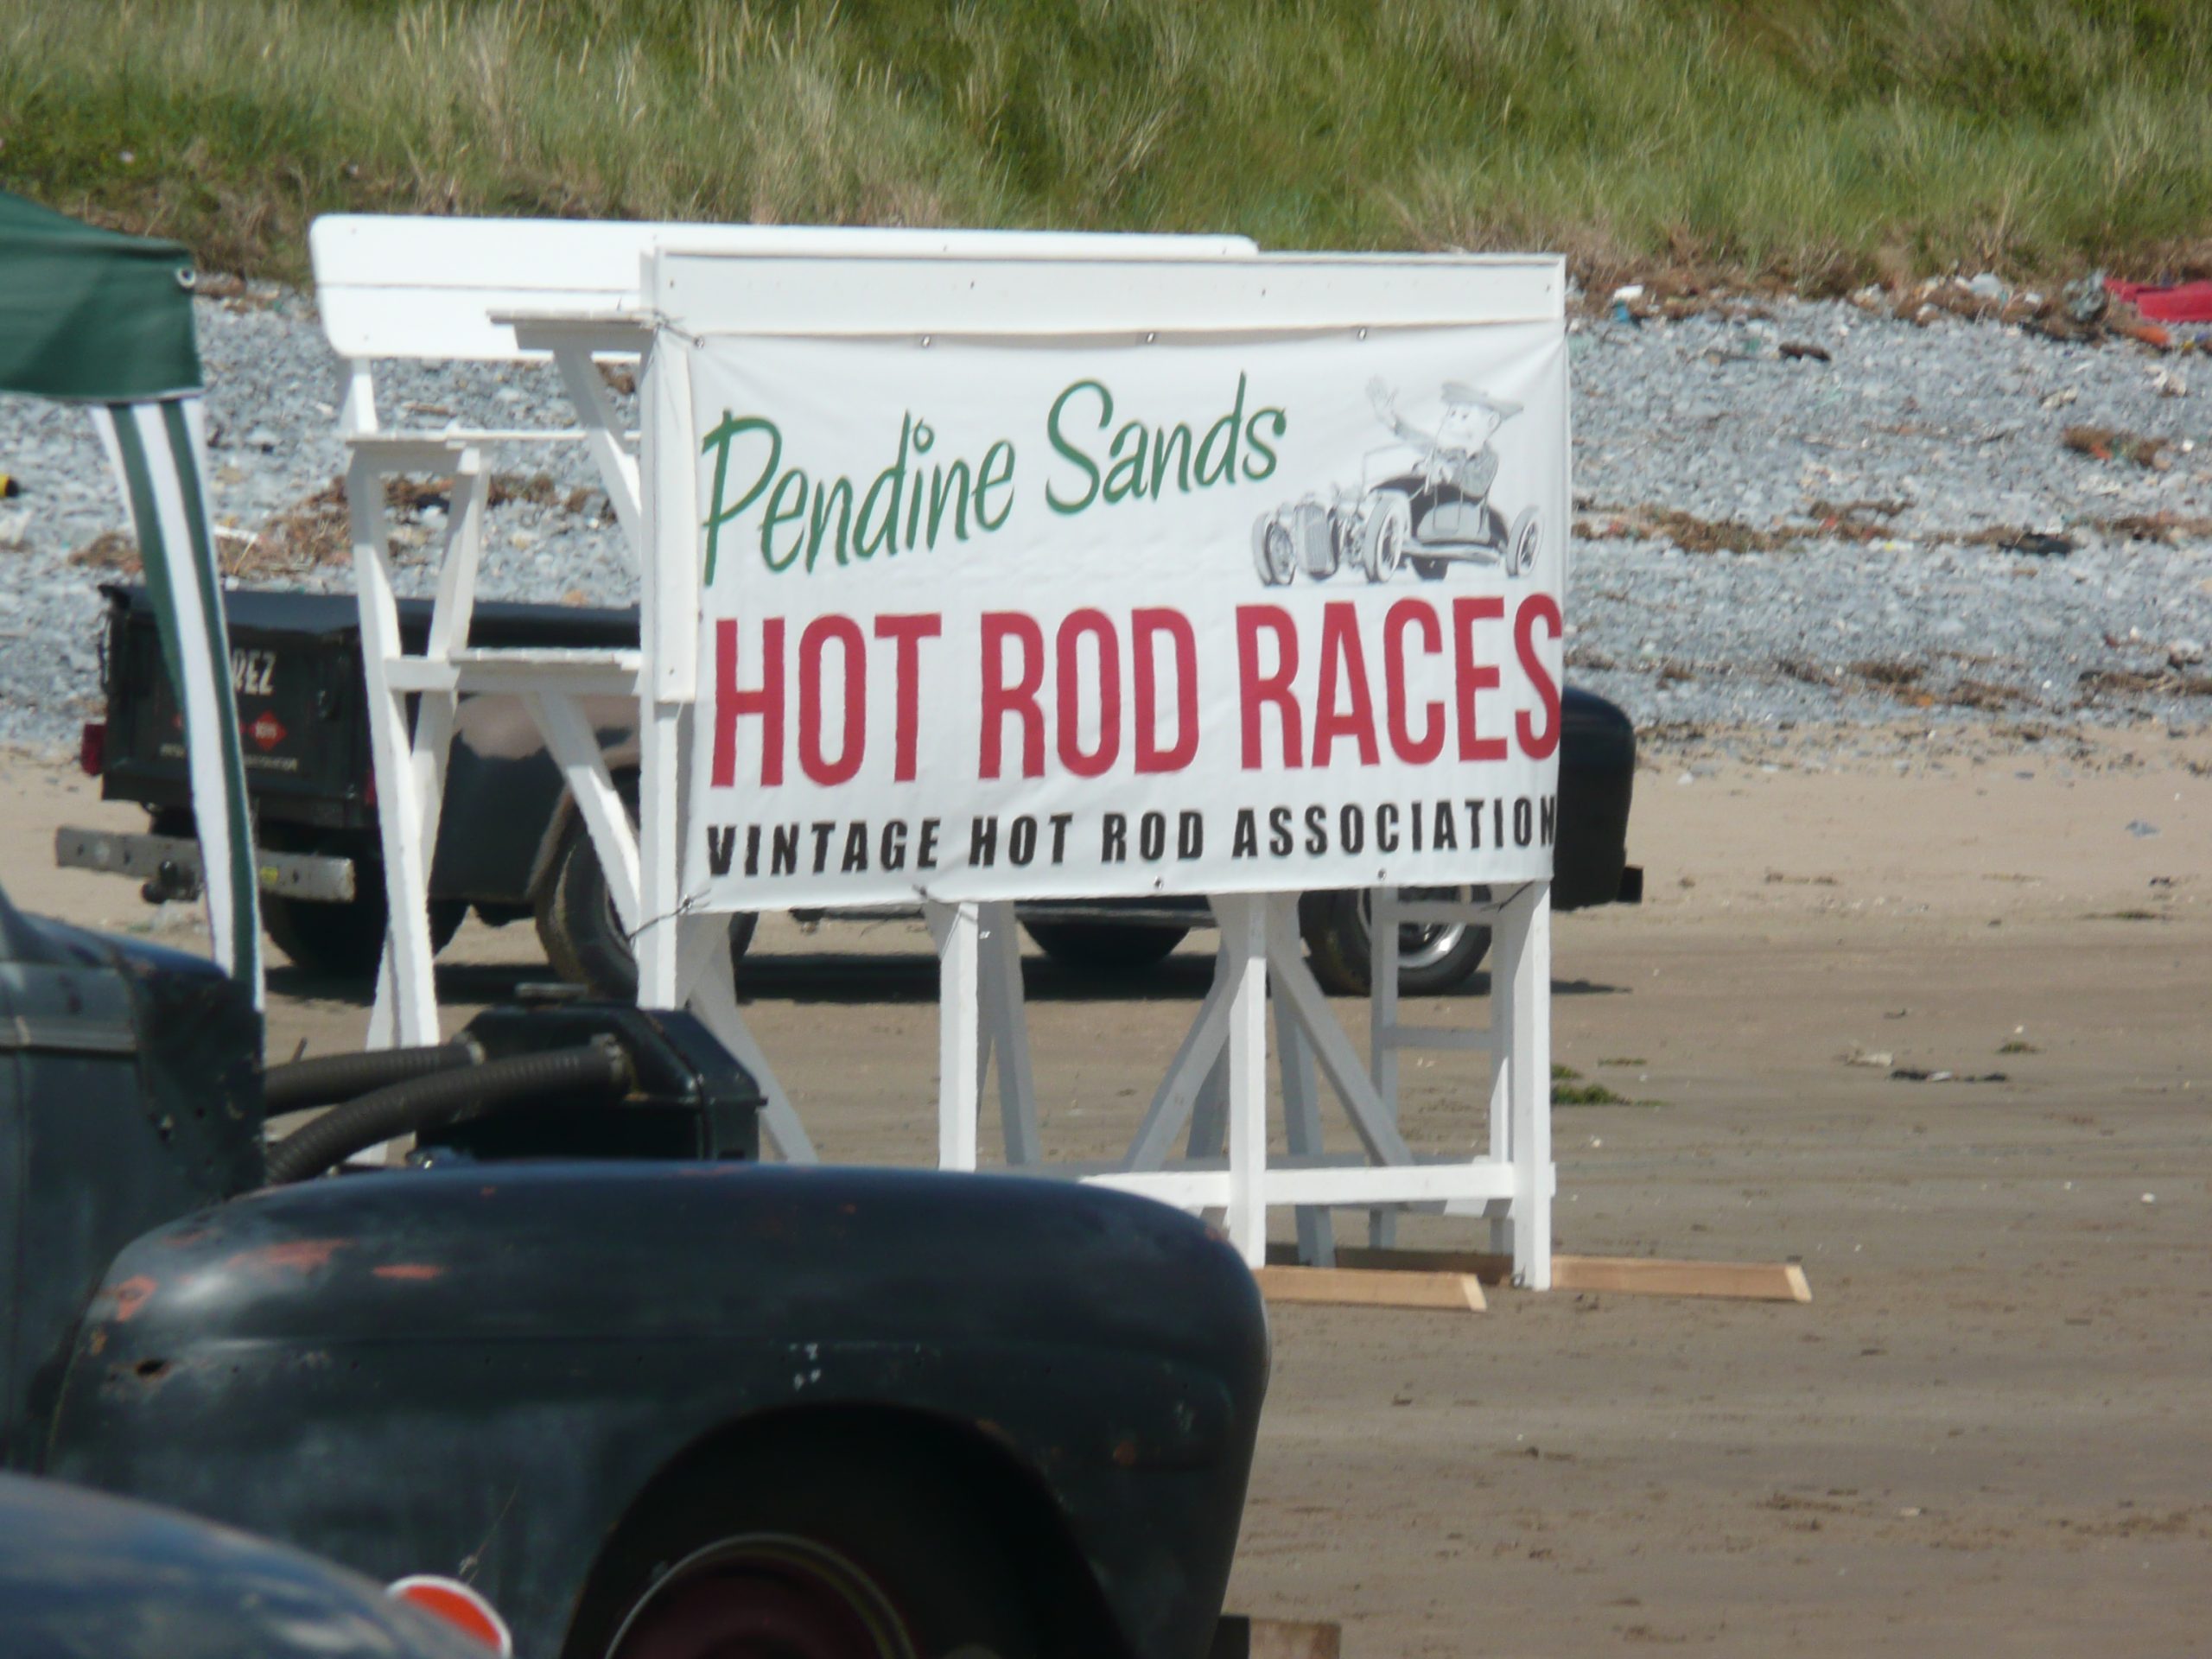 Pendine Sands
HOT ROD RACES
VINTAGE HOT ROD ASSOCIATION